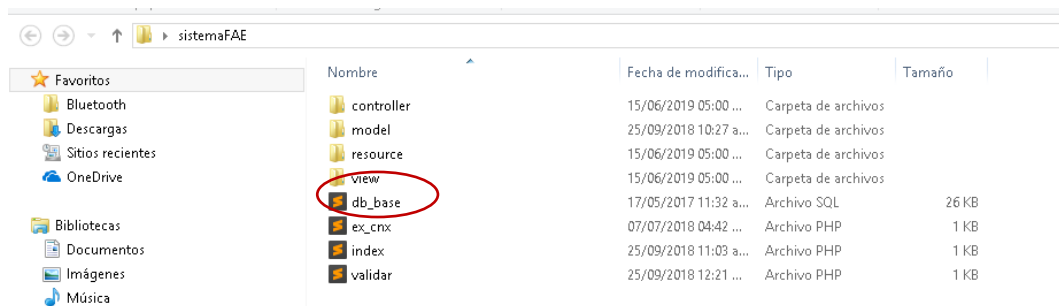 sistemaFAE
Favoritos
Bluetooth
Descargas
Sitios recientes
OneDrive
Bibliotecas
Documentos
Imágenes
Música
Nombre Fecha de modifica... Tipo Tamaño
controller 15/06/2019 05:00 ... Carpeta de archivos
model 25/09/2018 10:27 a... Carpeta de archivos
resource 15/06/2019 05:00 ... Carpeta de archivos
view 15/06/2019 05:00 ... Carpeta de archivos
db_base 17/05/2017 11:32 a... Archivo SQL 26 KB
ex_cnx 07/07/2018 04:42 ... Archivo PHP 1 KB
index 25/09/2018 11:03 a... Archivo PHP 1 KB
validar 25/09/2018 12:21 ... Archivo PHP 1 KB